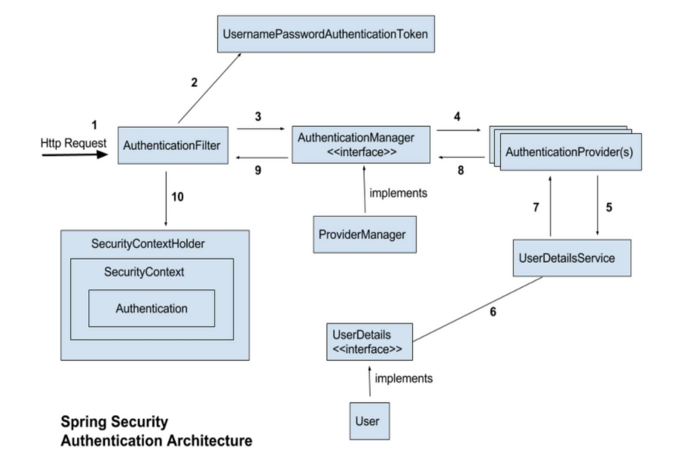 UsernamePasswordAuthenticationToken
2
1
Http Request
AuthenticationFilter
3
9
AuthenticationManager
<<interface>>
4
8
AuthenticationProvider(s)
10
implements
7
5
SecurityContextHolder
SecurityContext
Authentication
ProviderManager
UserDetailsService
6
UserDetails
<<interface>>
implements
User
Spring Security
Authentication Architecture